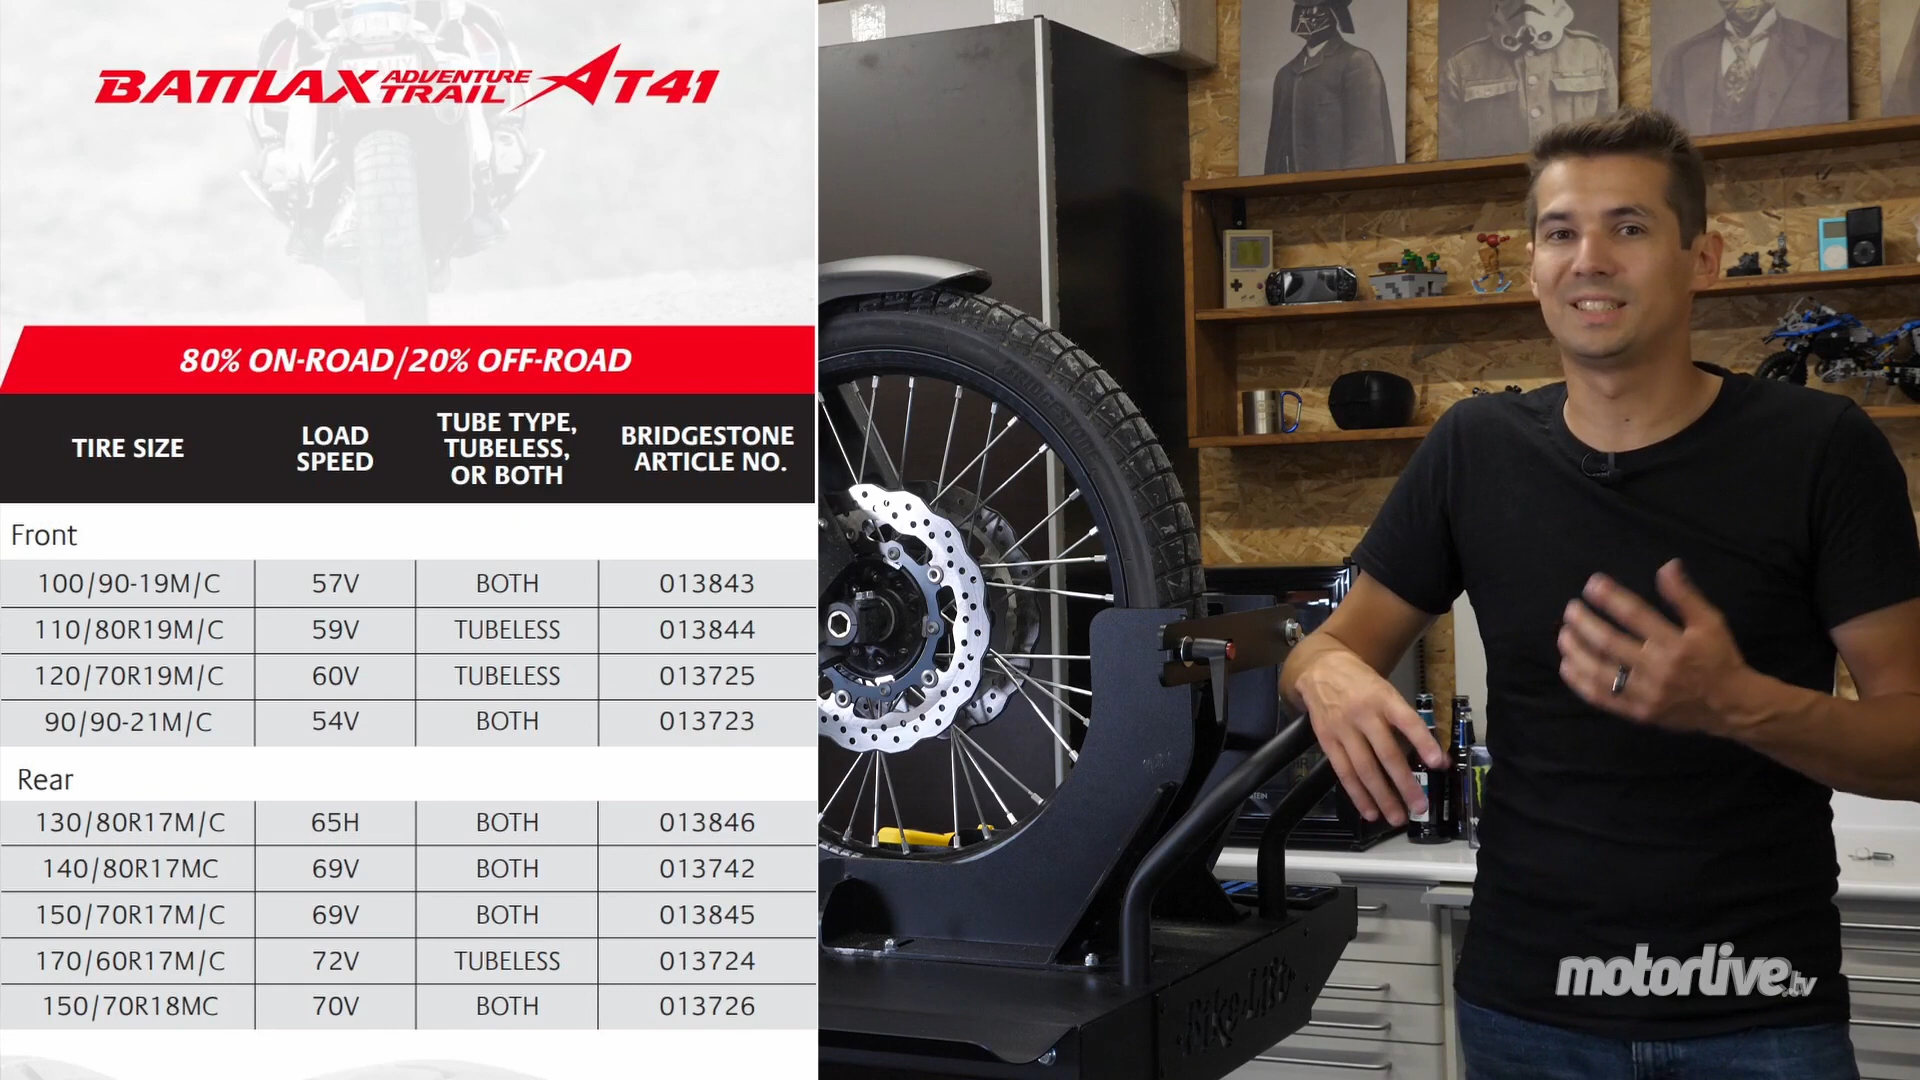 BATTLAX ADVENTURE TRAIL AT41
80% ON-ROAD/20% OFF-ROAD
TIRE SIZE
LOAD SPEED
TUBE TYPE, TUBELESS, OR BOTH
BRIDGESTONE ARTICLE NO.
Front
100/90-19M/C 57V BOTH 013843
110/80R19M/C 59V TUBELESS 013844
120/70R19M/C 60V TUBELESS 013725
90/90-21M/C 54V BOTH 013723
Rear
130/80R17M/C 65H BOTH 013846
140/80R17MC 69V BOTH 013742
150/70R17M/C 69V BOTH 013845
170/60R17M/C 72V TUBELESS 013724
150/70R18MC 70V BOTH 013726
BRIDGESTONE
Bike-Lift
motorlive.tv